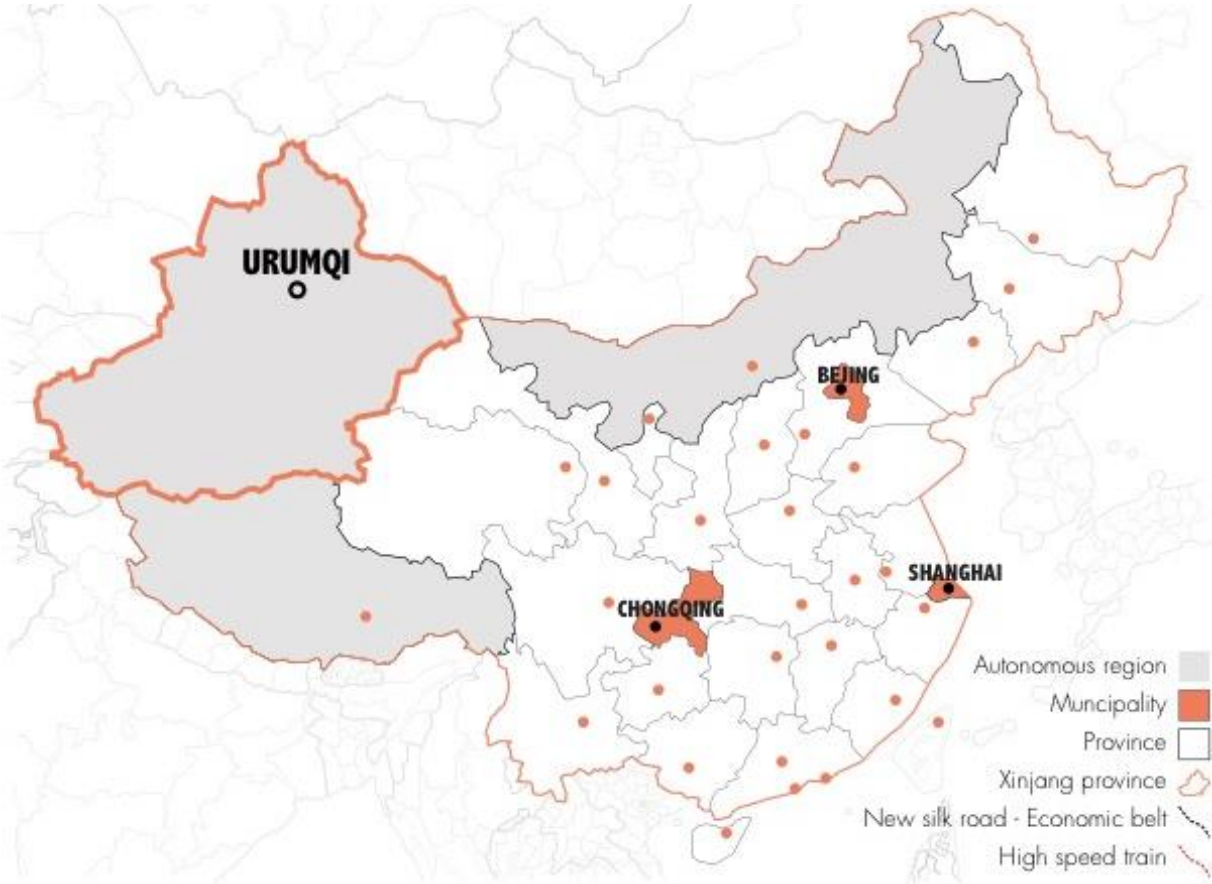 URUMQI
BEJING
SHANGHAI
CHONGQING
Autonomous region
Muncipality
Province
Xinjang province
New silk road - Economic belt
High speed train